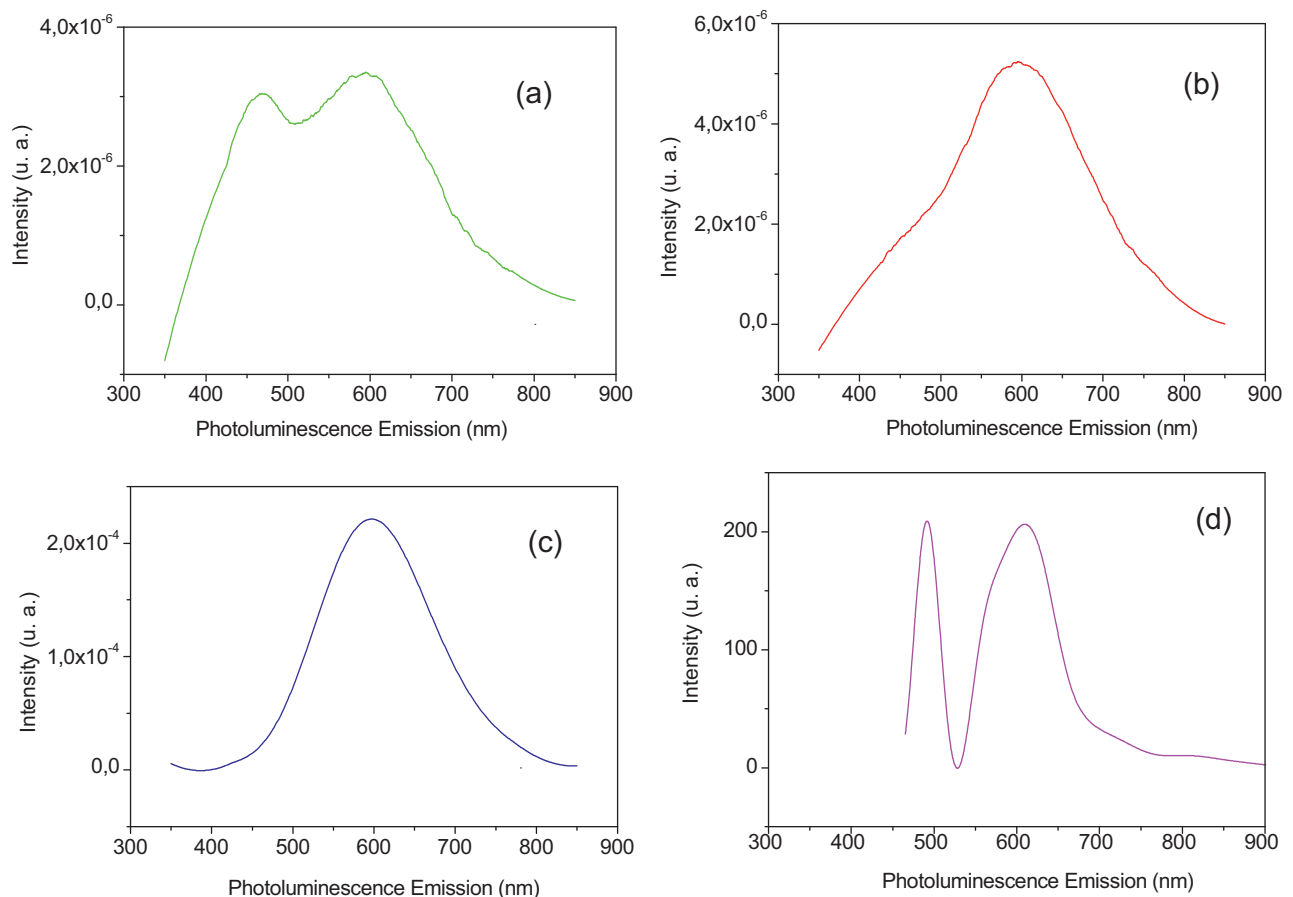 4,0x10-6
2,0x10-6
0,0
Intensity (u. a.)
(a)
300 400 500 600 700 800 900
Photoluminescence Emission (nm)
6,0x10-6
4,0x10-6
2,0x10-6
0,0
Intensity (u. a.)
(b)
300 400 500 600 700 800 900
Photoluminescence Emission (nm)
2,0x10-4
1,0x10-4
0,0
Intensity (u. a.)
(c)
300 400 500 600 700 800 900
Photoluminescence Emission (nm)
200
100
0
Intensity (u. a.)
(d)
300 400 500 600 700 800 900
Photoluminescence Emission (nm)